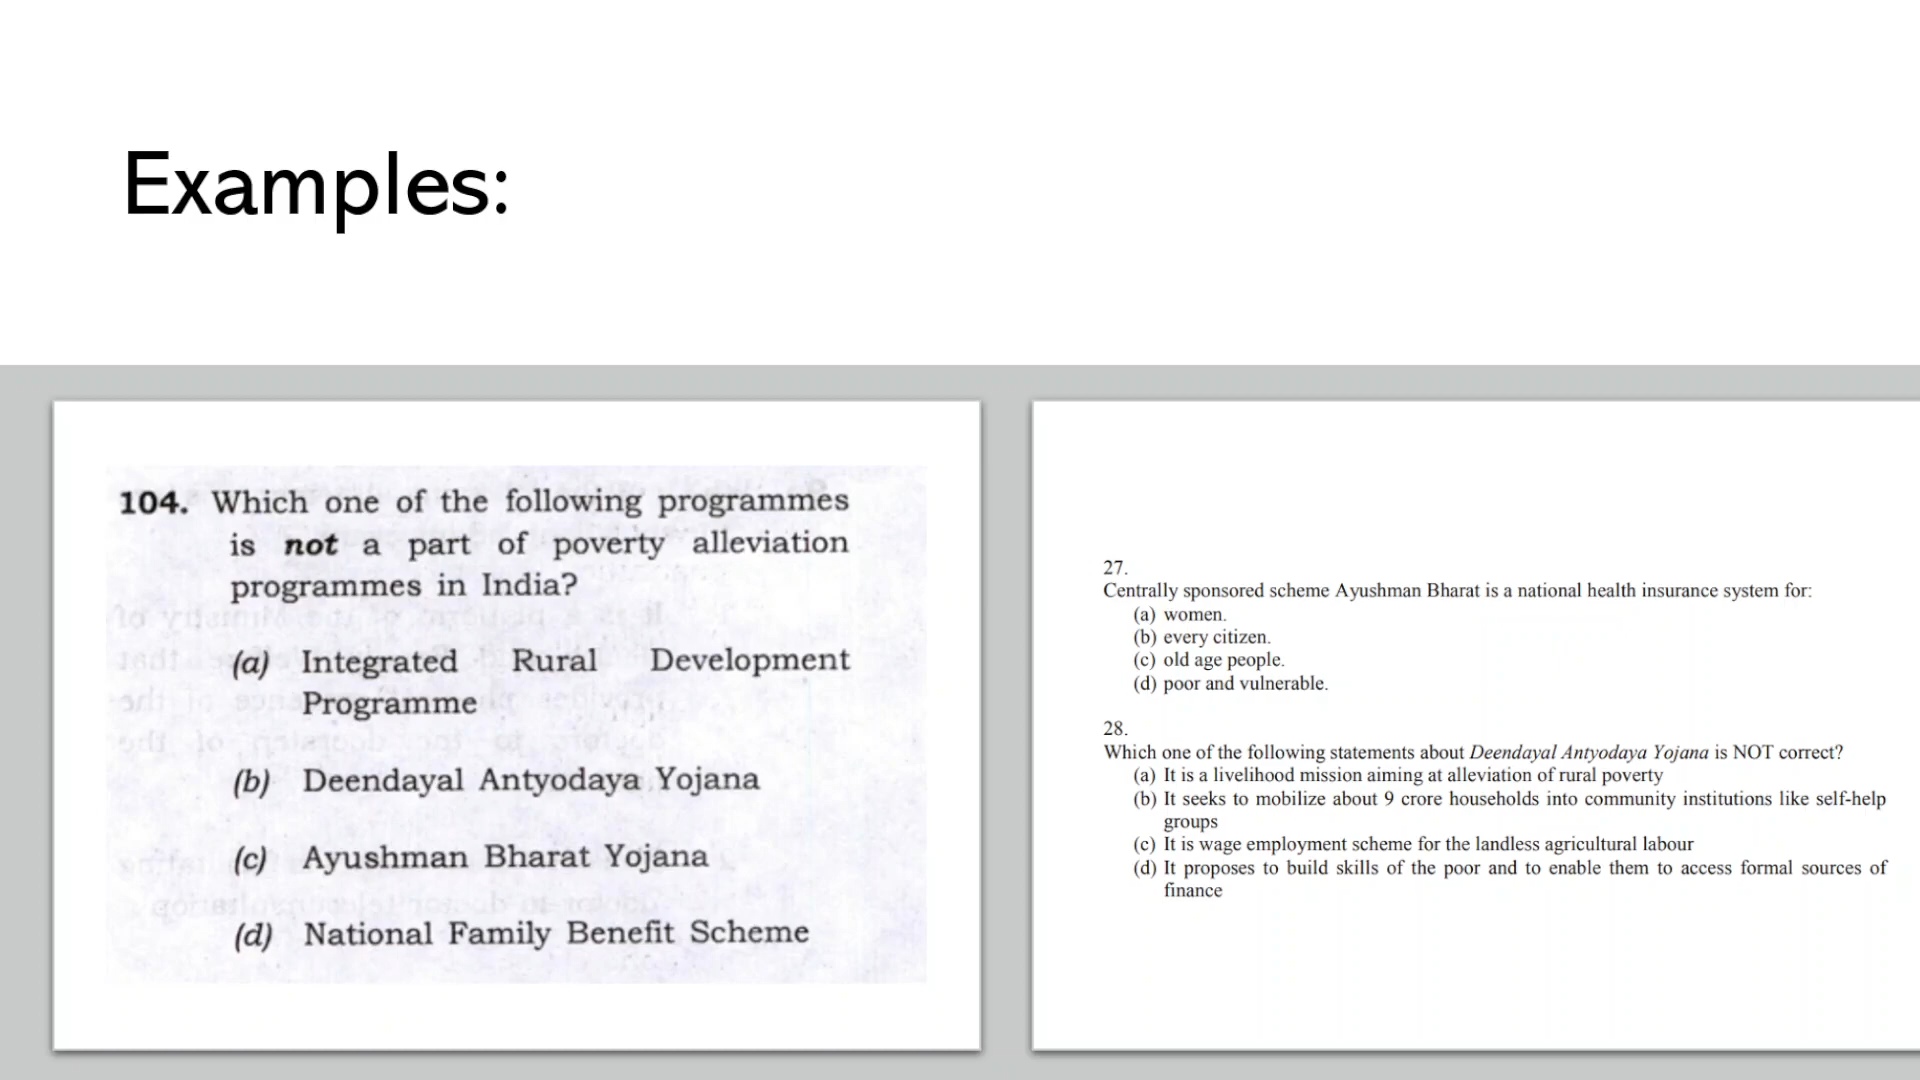 Examples:
104. Which one of the following programmes
is not a part of poverty alleviation
programmes in India?
(a) Integrated Rural Development
Programme
(b) Deendayal Antyodaya Yojana
(c) Ayushman Bharat Yojana
(d) National Family Benefit Scheme
27.
Centrally sponsored scheme Ayushman Bharat is a national health insurance system for:
(a) women.
(b) every citizen.
(c) old age people.
(d) poor and vulnerable.
28.
Which one of the following statements about Deendayal Antyodaya Yojana is NOT correct?
(a) It is a livelihood mission aiming at alleviation of rural poverty
(b) It seeks to mobilize about 9 crore households into community institutions like self-help
groups
(c) It is wage employment scheme for the landless agricultural labour
(d) It proposes to build skills of the poor and to enable them to access formal sources of
finance